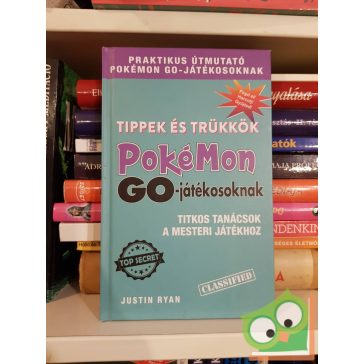 PRAKTIKUS ÚTMUTATÓ
POKÉMON GO-JÁTÉKOSOKNAK
TIPPEK ÉS TRÜKKÖK
POKÉMON
GO-játékosoknak
TITKOS TANÁCSOK
A MESTERI JÁTÉKHOZ
TOP SECRET
CLASSIFIED
JUSTIN RYAN